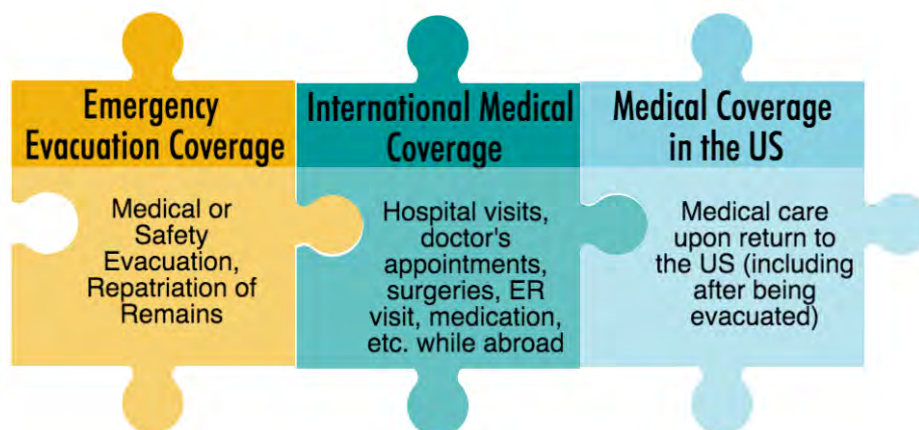 Emergency
Evacuation Coverage
Medical or
Safety
Evacuation,
Repatriation of
Remains
International Medical
Coverage
Hospital visits,
doctor's
appointments,
surgeries, ER
visit, medication,
etc. while abroad
Medical Coverage
in the US
Medical care
upon return to
the US (including
after being
evacuated)